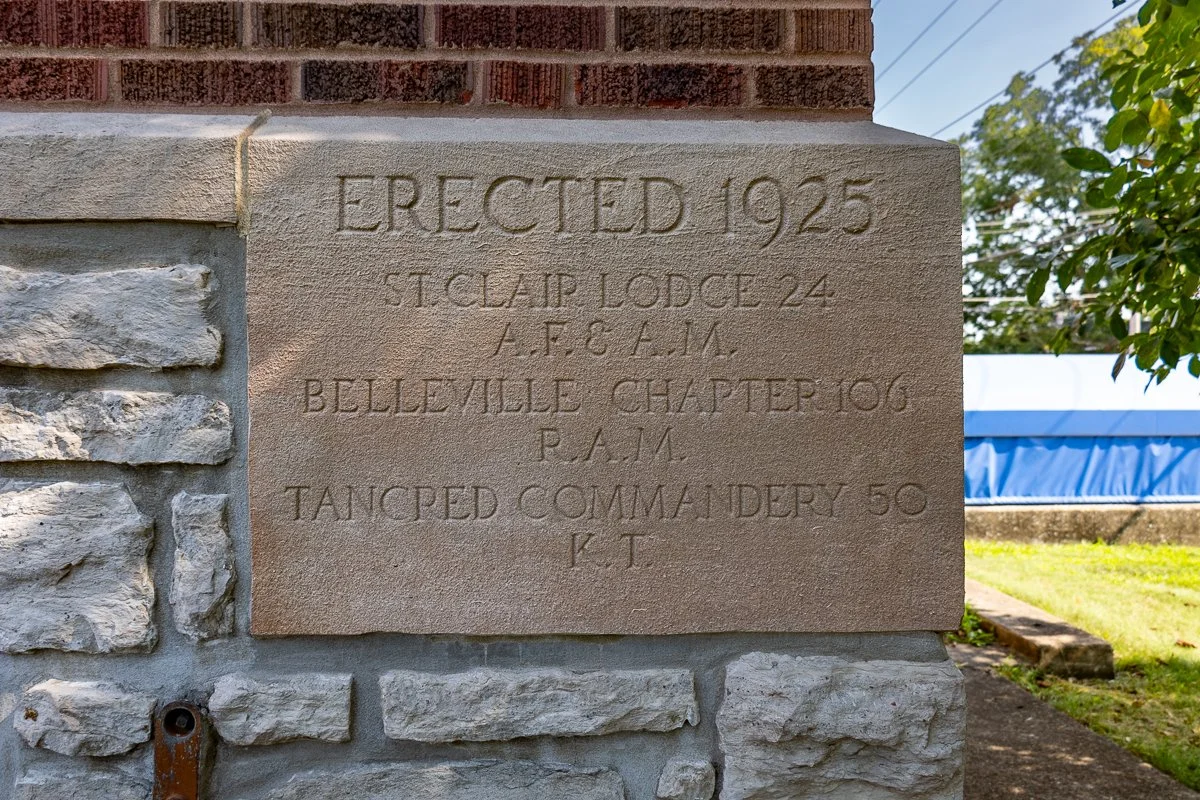 ERECTED 1925
ST. CLAIR LODGE 24
A.F. & A.M.
BELLEVILLE CHAPTER 106
R.A.M.
TANCRED COMMANDERY 50
K.T.